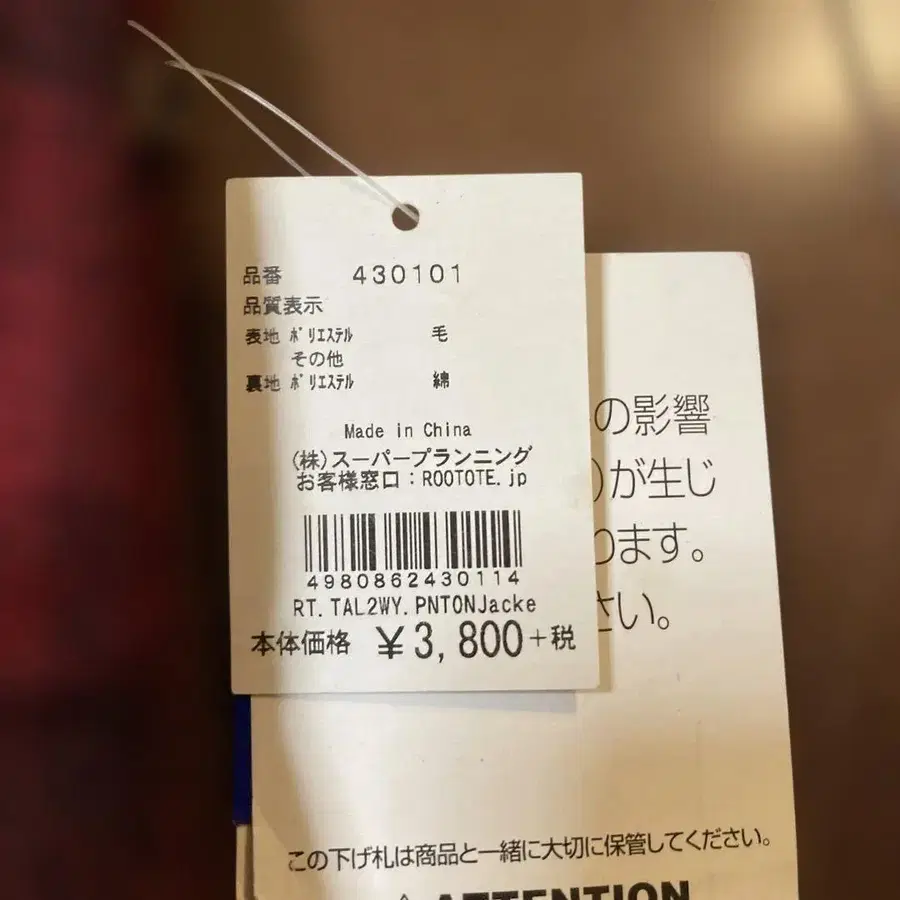 品番 430101
品質表示
表地 ポリエステル 毛
その他
裏地 ポリエステル 綿
Made in China
(株)スーパープランニング
お客様窓口:ROOTOTE.jp
4980862430114
RT.TAL2WY.PNTONJacke
本体価格 ¥3,800+税
の影響
)が生じ
ります。
さい。
この下げ札は商品と一緒に大切に保管してください。
ATTENTION